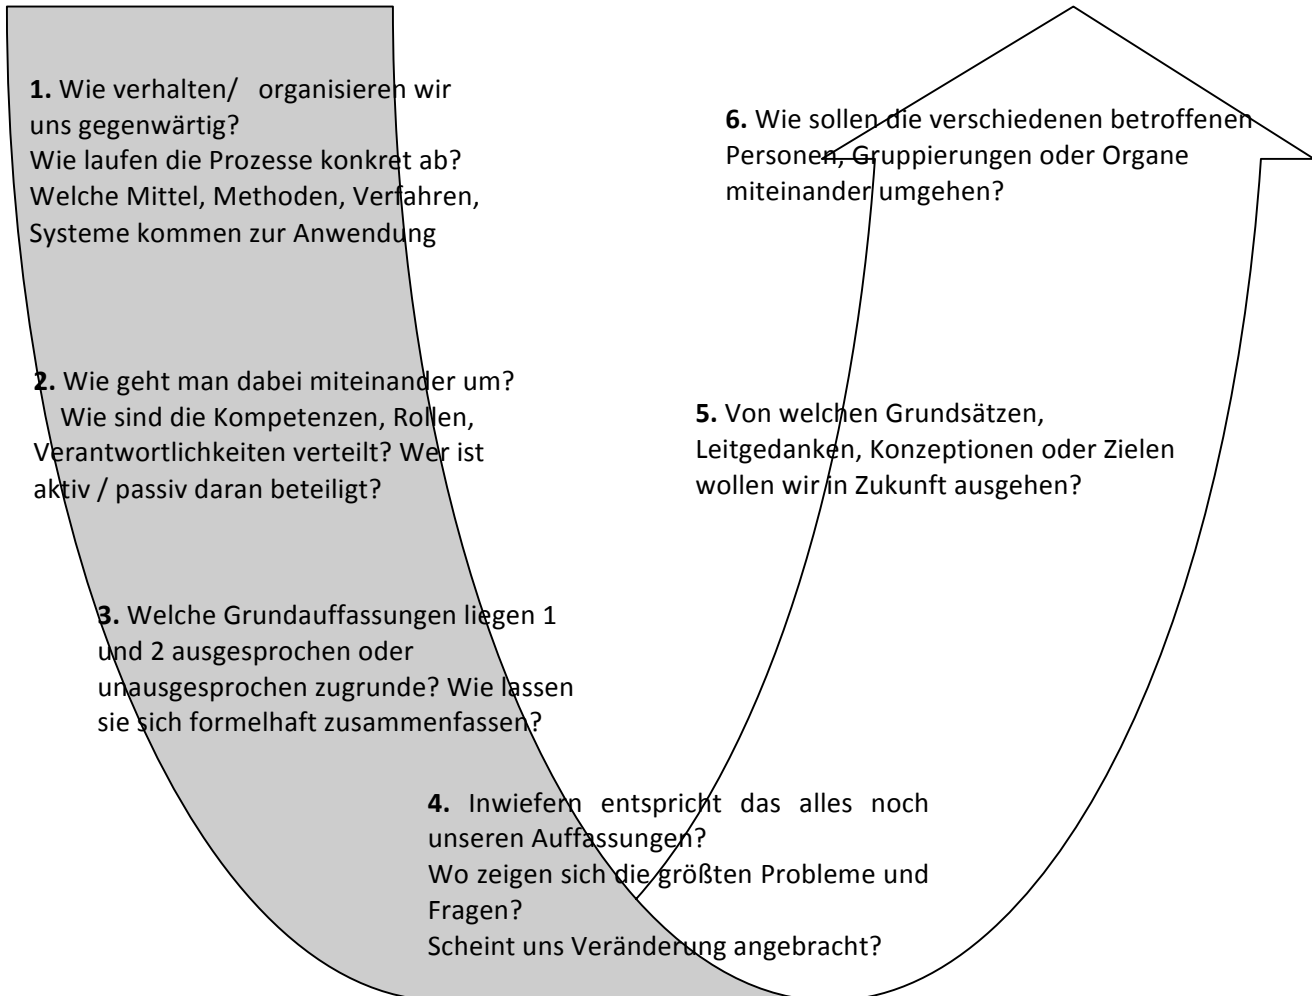 1. Wie verhalten/ organisieren wir
uns gegenwärtig?
Wie laufen die Prozesse konkret ab?
Welche Mittel, Methoden, Verfahren,
Systeme kommen zur Anwendung
2. Wie geht man dabei miteinander um?
Wie sind die Kompetenzen, Rollen,
Verantwortlichkeiten verteilt? Wer ist
aktiv / passiv daran beteiligt?
3. Welche Grundauffassungen liegen 1
und 2 ausgesprochen oder
unausgesprochen zugrunde? Wie lassen
sie sich formelhaft zusammenfassen?
4. Inwiefern entspricht das alles noch
unseren Auffassungen?
Wo zeigen sich die größten Probleme und
Fragen?
Scheint uns Veränderung angebracht?
5. Von welchen Grundsätzen,
Leitgedanken, Konzeptionen oder Zielen
wollen wir in Zukunft ausgehen?
6. Wie sollen die verschiedenen betroffenen
Personen, Gruppierungen oder Organe
miteinander umgehen?